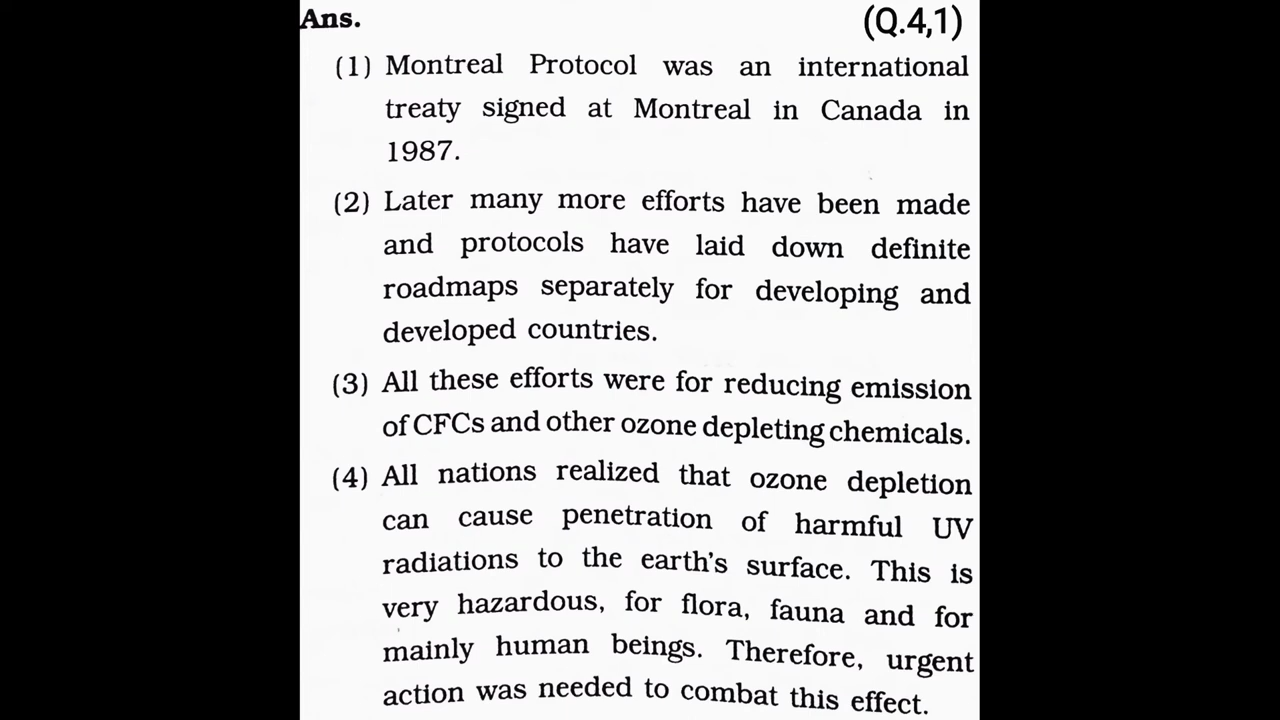 Ans. (Q.4,1)
(1) Montreal Protocol was an international
treaty signed at Montreal in Canada in
1987.
(2) Later many more efforts have been made
and protocols have laid down definite
roadmaps separately for developing and
developed countries.
(3) All these efforts were for reducing emission
of CFCs and other ozone depleting chemicals.
(4) All nations realized that ozone depletion
can cause penetration of harmful UV
radiations to the earth's surface. This is
very hazardous, for flora, fauna and for
mainly human beings. Therefore, urgent
action was needed to combat this effect.